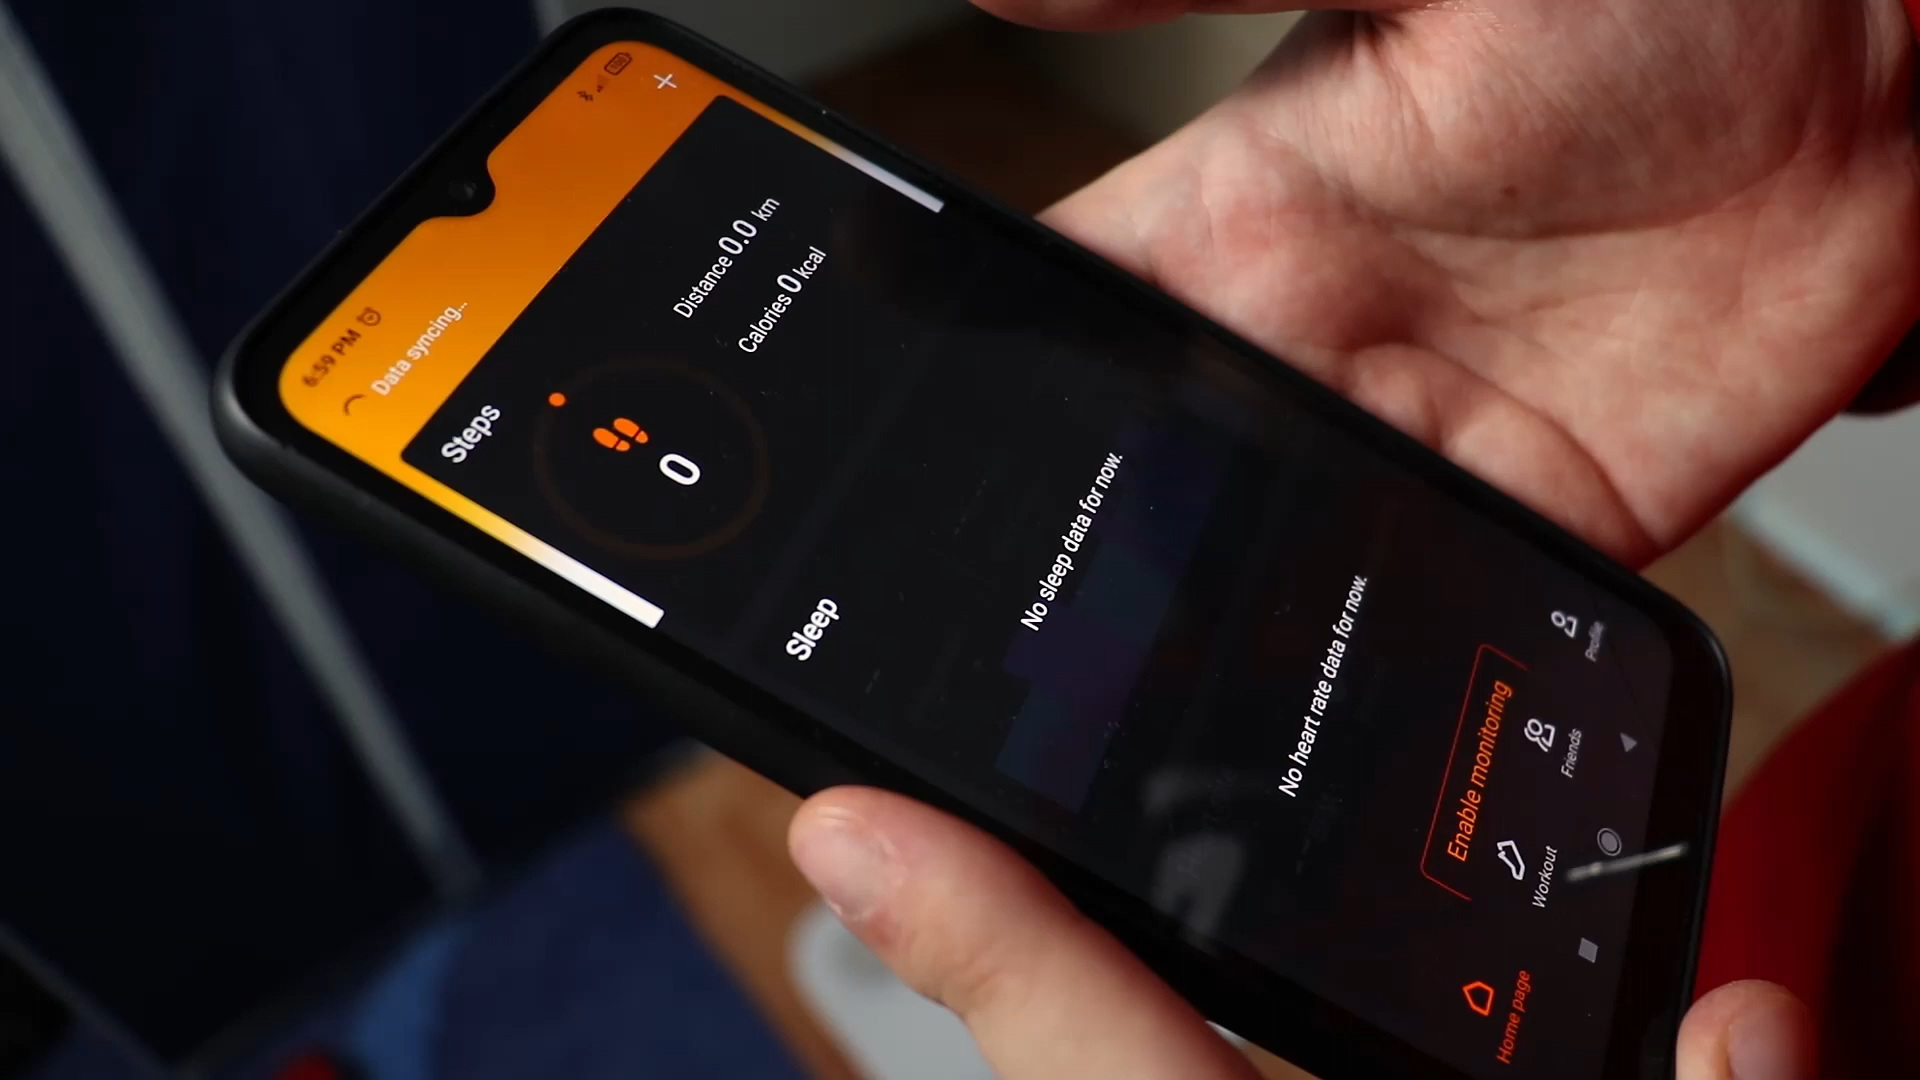 6:59 PM
100
Data syncing...
Steps
0
Distance 0.0 km
Calories 0 kcal
Sleep
No sleep data for now.
No heart rate data for now.
Enable monitoring
Home page
Workout
Friends
Profile